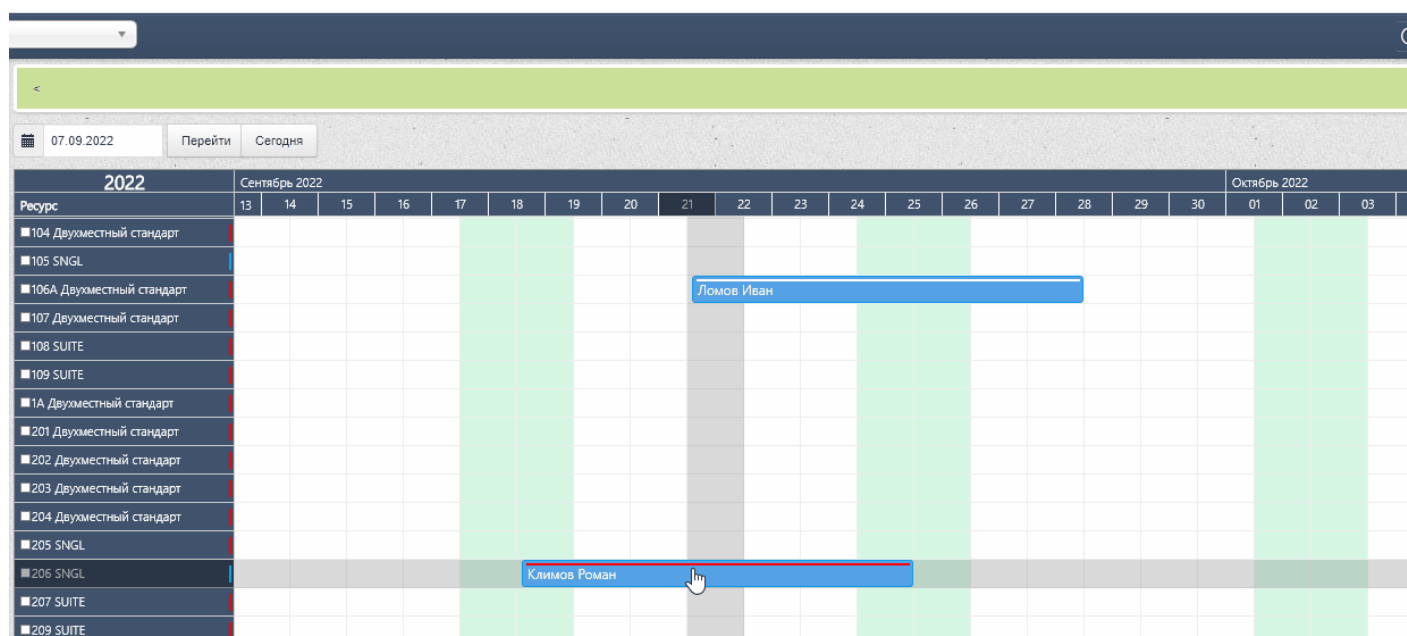 <
07.09.2022 Перейти Сегодня
2022 Сентябрь 2022 Октябрь 2022
Ресурс 13 14 15 16 17 18 19 20 21 22 23 24 25 26 27 28 29 30 01 02 03
104 Двухместный стандарт
105 SNGL
106A Двухместный стандарт Ломов Иван
107 Двухместный стандарт
108 SUITE
109 SUITE
1A Двухместный стандарт
201 Двухместный стандарт
202 Двухместный стандарт
203 Двухместный стандарт
204 Двухместный стандарт
205 SNGL
206 SNGL Климов Роман
207 SUITE
209 SUITE